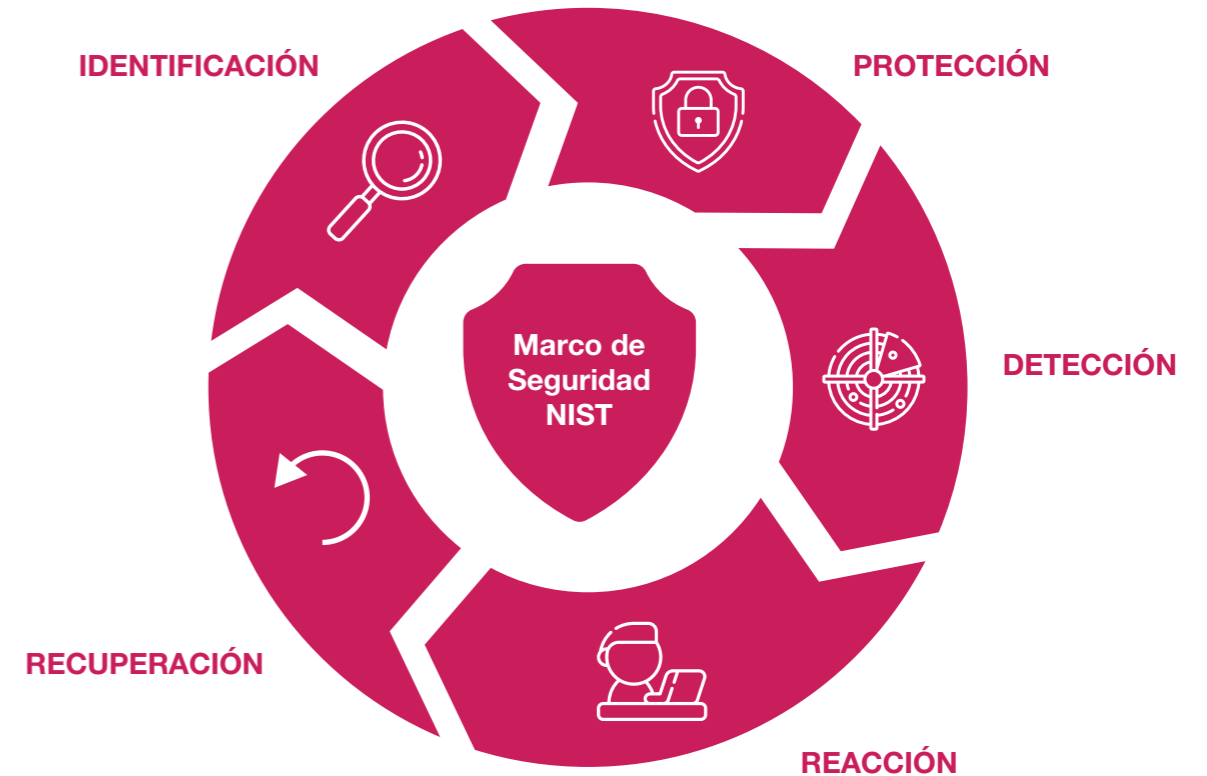 IDENTIFICACIÓN
PROTECCIÓN
Marco de
Seguridad
NIST
DETECCIÓN
RECUPERACIÓN
REACCIÓN